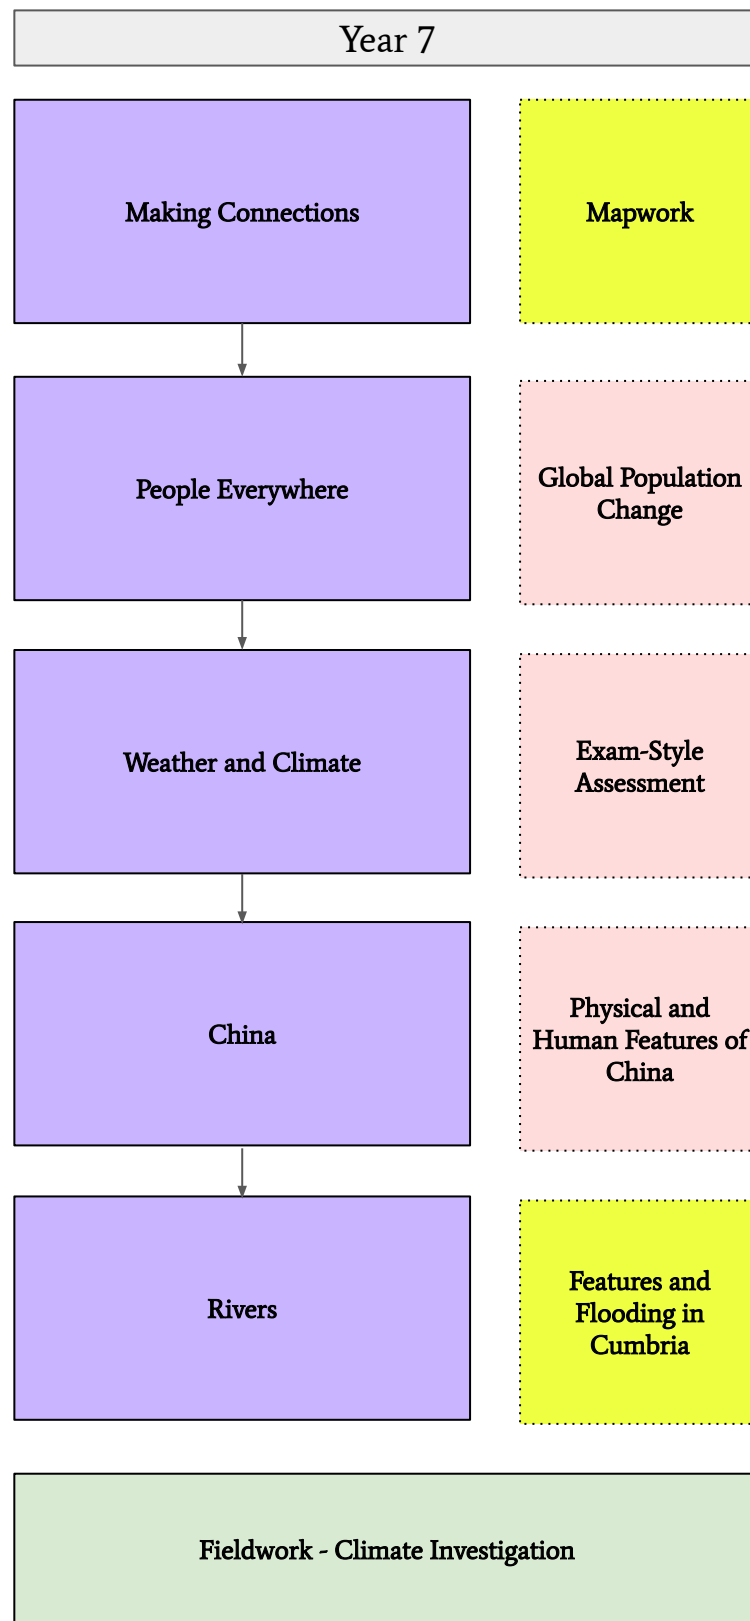 Year 7
Making Connections
Mapwork
People Everywhere
Global Population
Change
Weather and Climate
Exam-Style
Assessment
China
Physical and
Human Features of
China
Rivers
Features and
Flooding in
Cumbria
Fieldwork - Climate Investigation